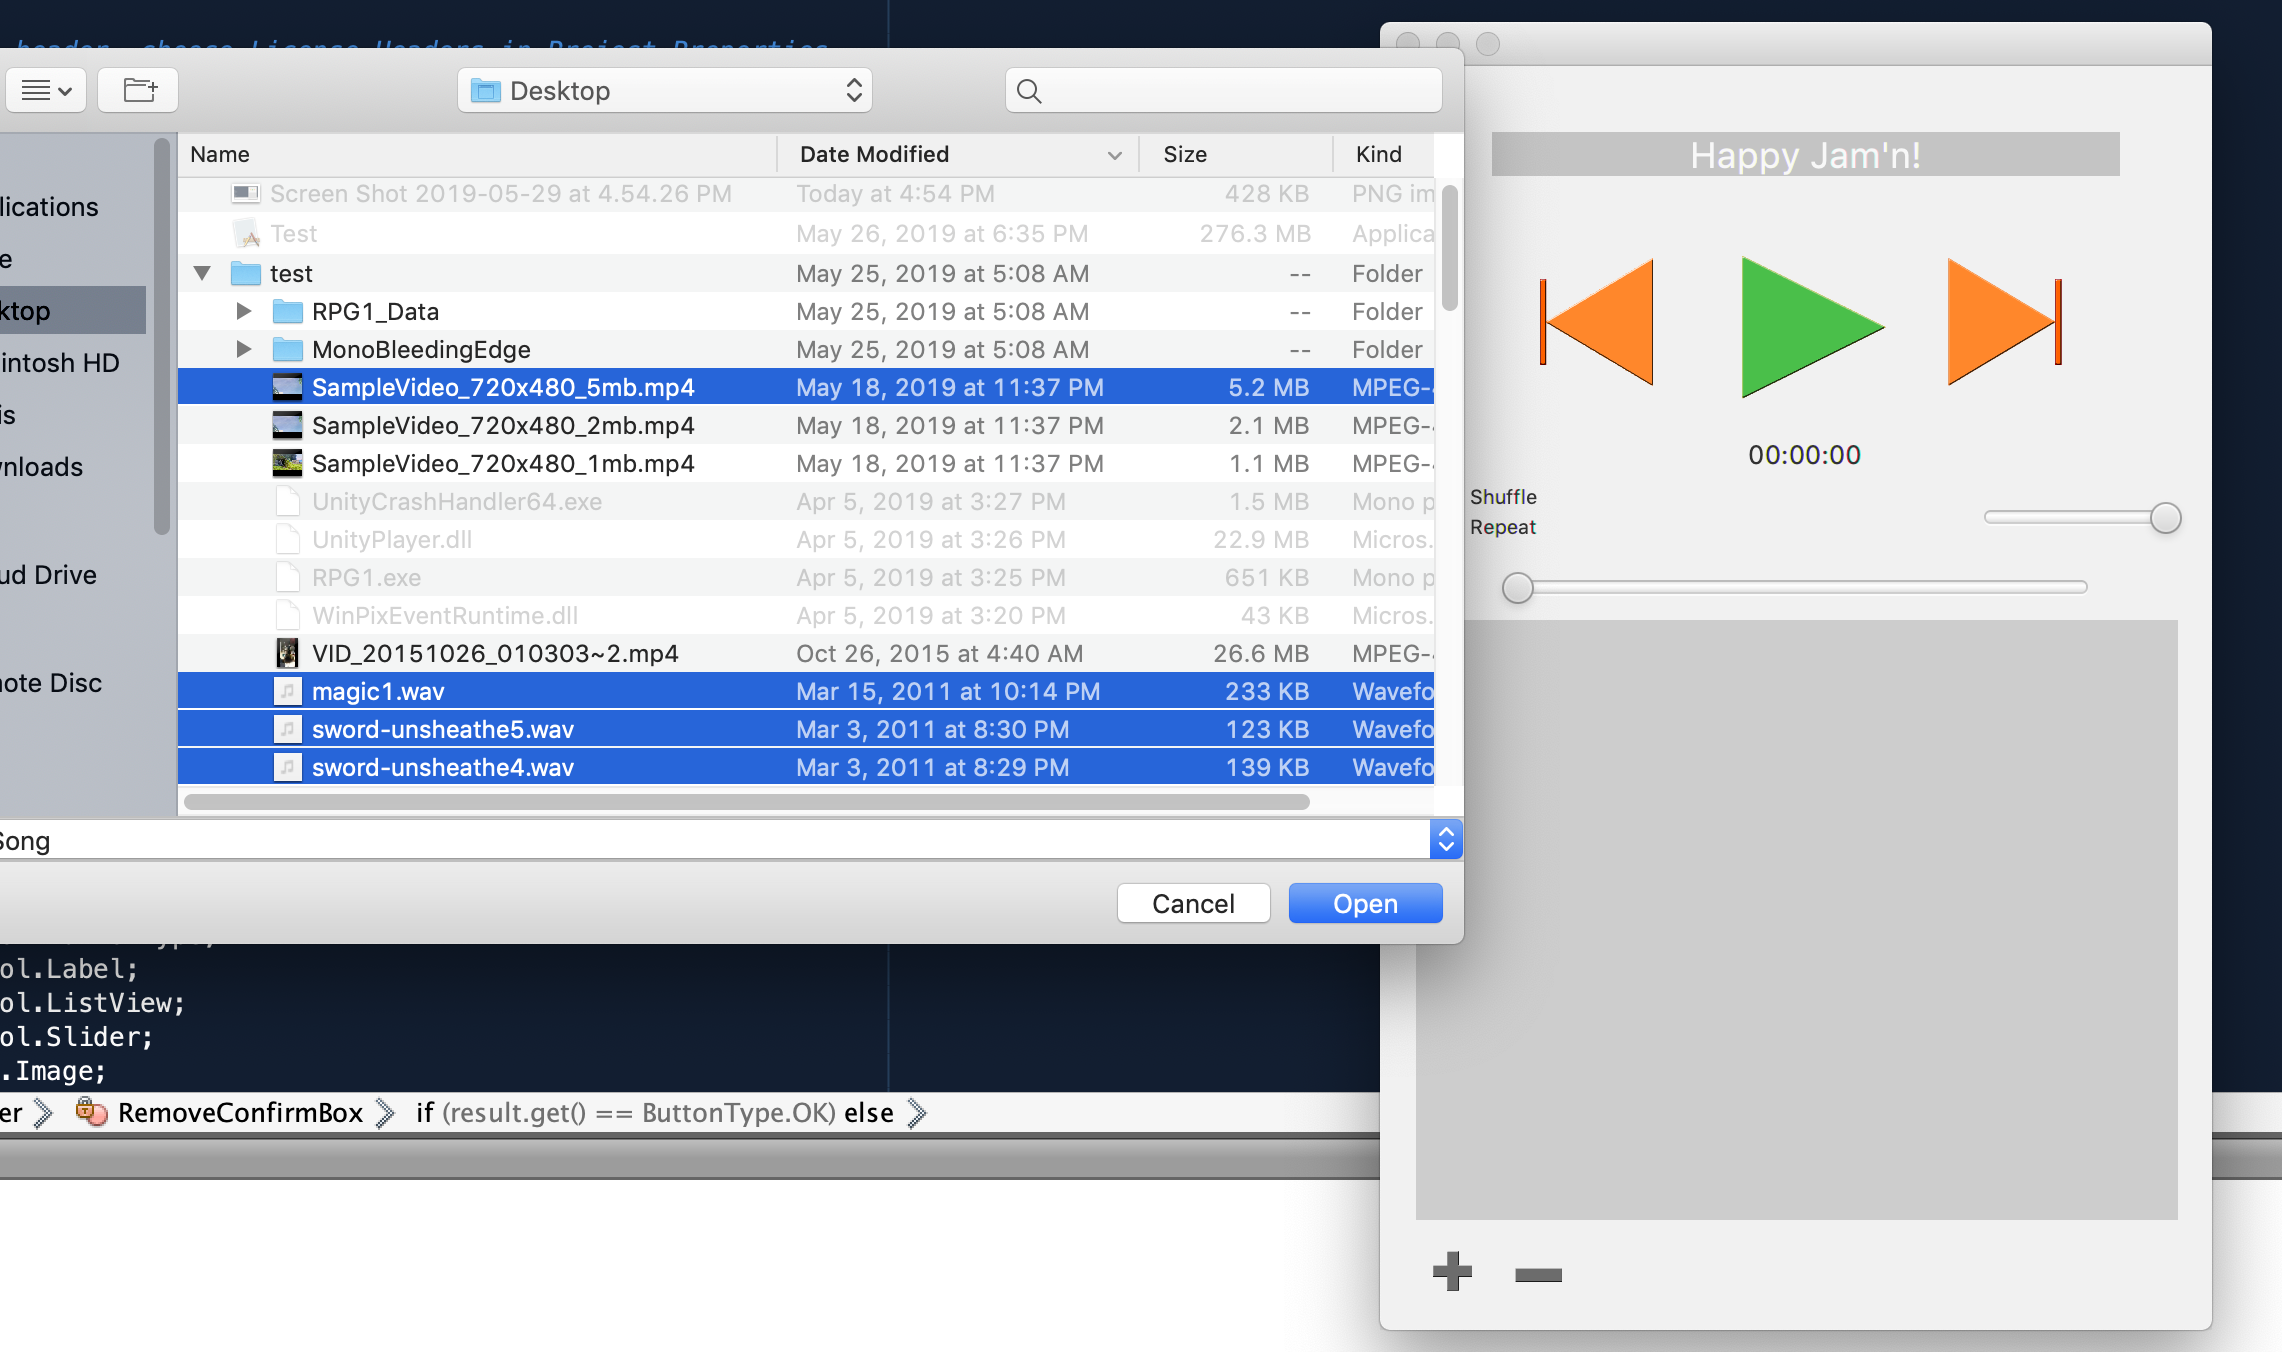 header, choose License Headers in Project Properties
Desktop
Name Date Modified Size Kind
Screen Shot 2019-05-29 at 4.54.26 PM Today at 4:54 PM 428 KB PNG im
Test May 26, 2019 at 6:35 PM 276.3 MB Applica
test May 25, 2019 at 5:08 AM -- Folder
RPG1_Data May 25, 2019 at 5:08 AM -- Folder
MonoBleedingEdge May 25, 2019 at 5:08 AM -- Folder
SampleVideo_720x480_5mb.mp4 May 18, 2019 at 11:37 PM 5.2 MB MPEG-
SampleVideo_720x480_2mb.mp4 May 18, 2019 at 11:37 PM 2.1 MB MPEG-
SampleVideo_720x480_1mb.mp4 May 18, 2019 at 11:37 PM 1.1 MB MPEG-
UnityCrashHandler64.exe Apr 5, 2019 at 3:27 PM 1.5 MB Mono p
UnityPlayer.dll Apr 5, 2019 at 3:26 PM 22.9 MB Micros.
RPG1.exe Apr 5, 2019 at 3:25 PM 651 KB Mono p
WinPixEventRuntime.dll Apr 5, 2019 at 3:20 PM 43 KB Micros.
VID_20151026_010303~2.mp4 Oct 26, 2015 at 4:40 AM 26.6 MB MPEG-
magic1.wav Mar 15, 2011 at 10:14 PM 233 KB Wavefo
sword-unsheathe5.wav Mar 3, 2011 at 8:30 PM 123 KB Wavefo
sword-unsheathe4.wav Mar 3, 2011 at 8:29 PM 139 KB Wavefo
lications
e
ktop
intosh HD
is
nloads
ud Drive
ote Disc
Song
Cancel Open
ol.Label;
ol.ListView;
ol.Slider;
.Image;
er RemoveConfirmBox if (result.get() == ButtonType.OK) else
Happy Jam'n!
00:00:00
Shuffle
Repeat